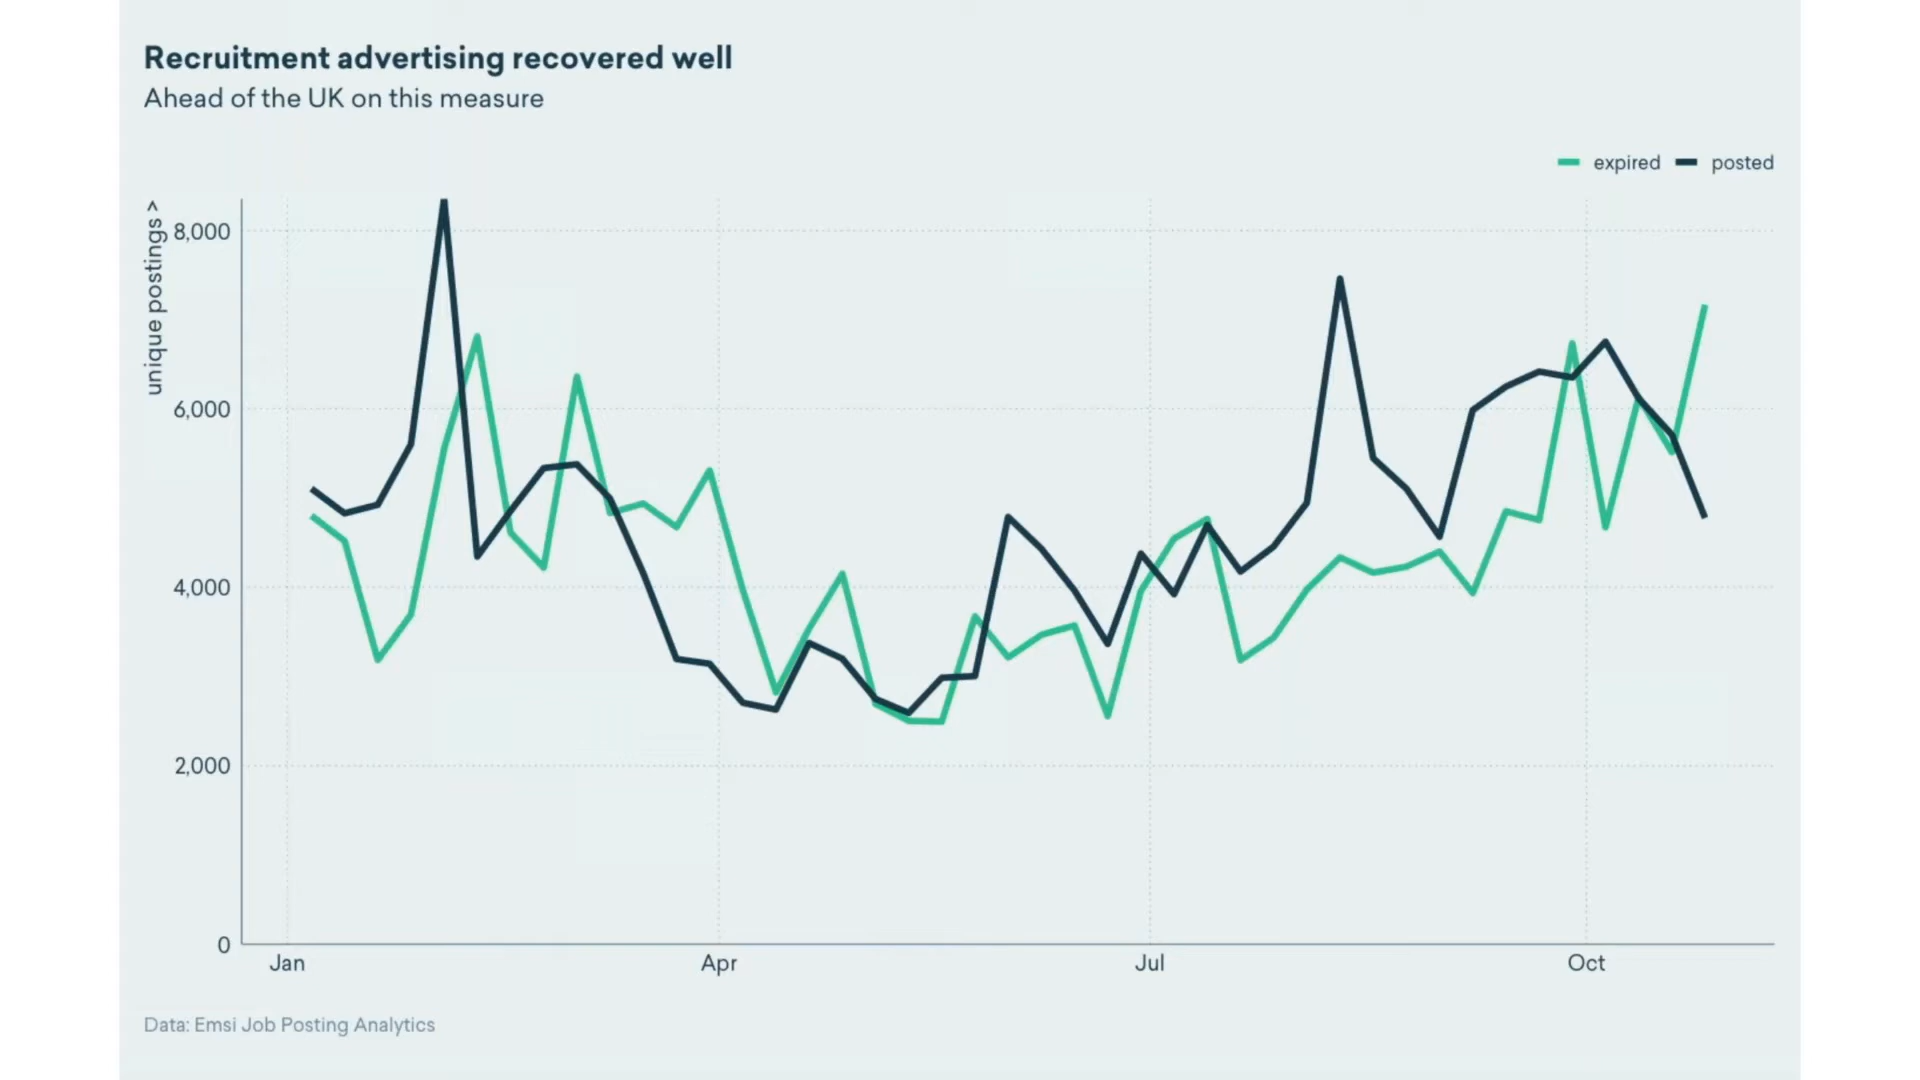 Recruitment advertising recovered well
Ahead of the UK on this measure
expired posted
unique postings >
8,000
6,000
4,000
2,000
0
Jan Apr Jul Oct
Data: Emsi Job Posting Analytics